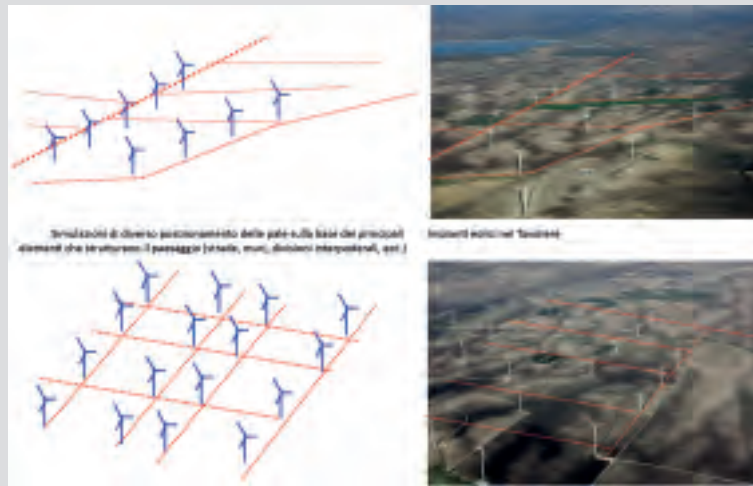 Simulazioni di diverso posizionamento delle pale sulla base dei principali
elementi che strutturano il paesaggio (strade, muri, divisioni interpoderali, ecc.)
Impianti eolici nel